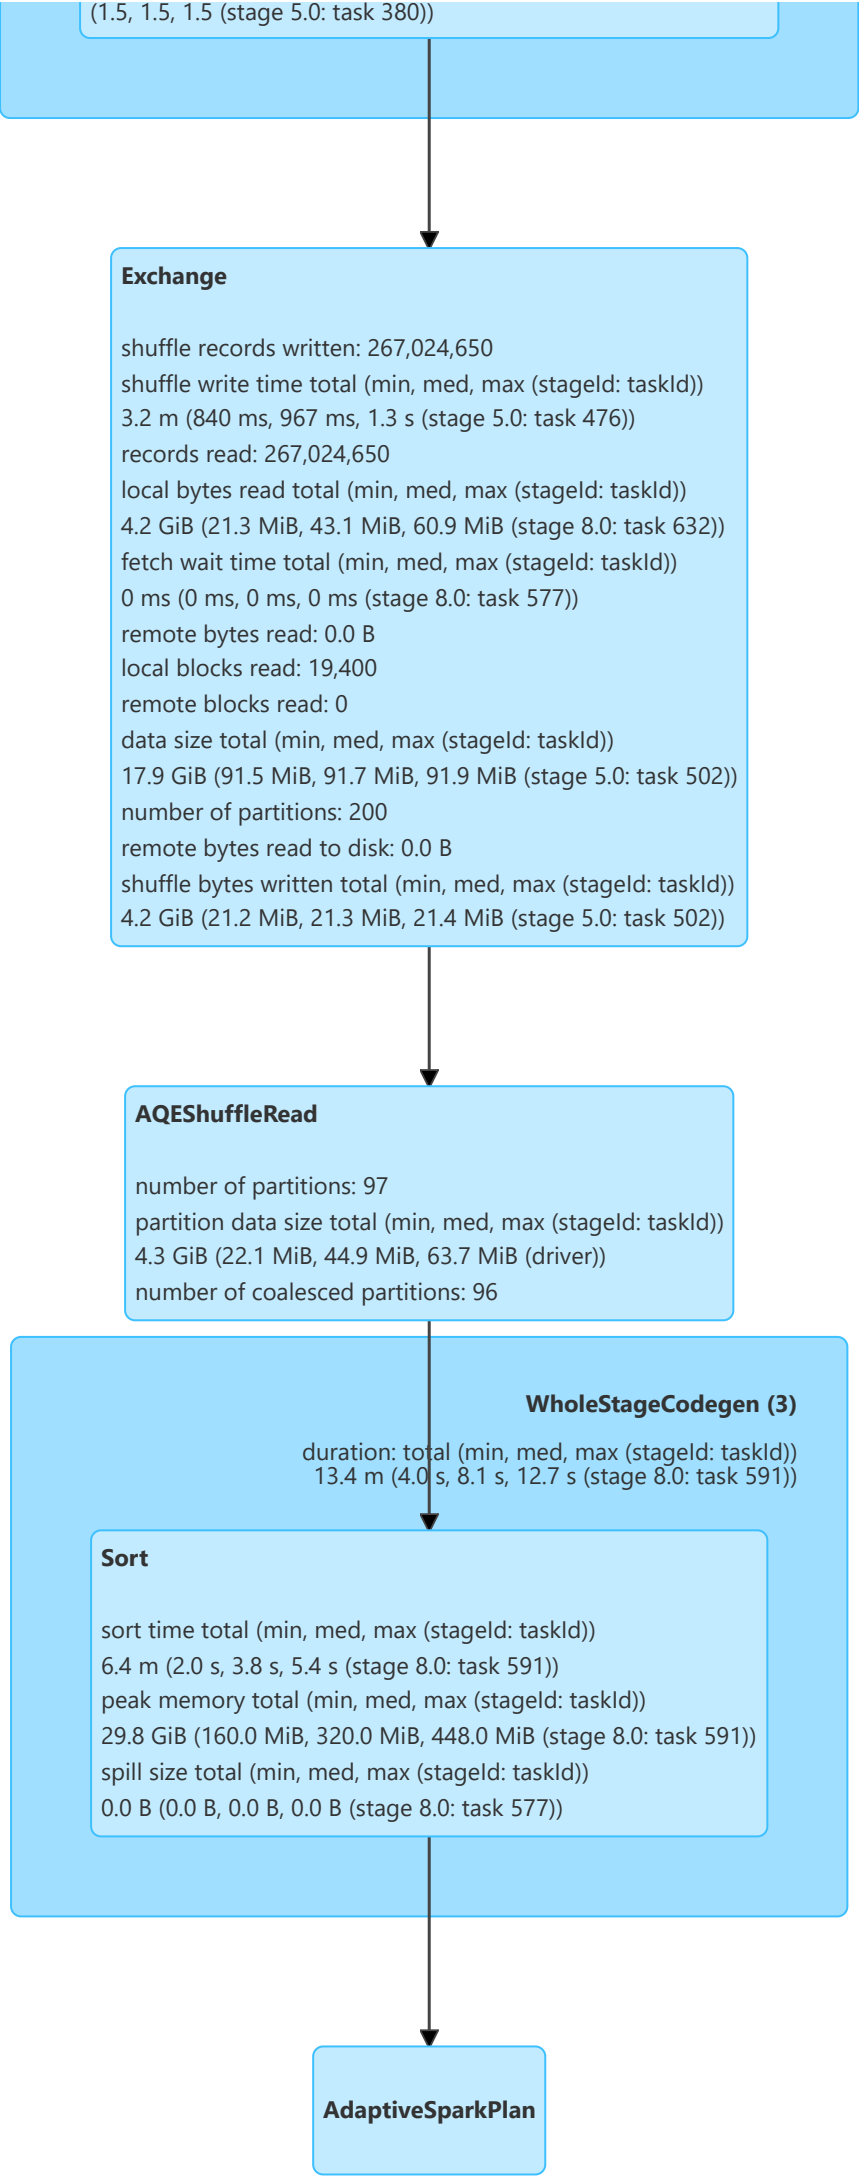 (1.5, 1.5, 1.5 (stage 5.0: task 380))
Exchange
shuffle records written: 267,024,650
shuffle write time total (min, med, max (stageId: taskId))
3.2 m (840 ms, 967 ms, 1.3 s (stage 5.0: task 476))
records read: 267,024,650
local bytes read total (min, med, max (stageId: taskId))
4.2 GiB (21.3 MiB, 43.1 MiB, 60.9 MiB (stage 8.0: task 632))
fetch wait time total (min, med, max (stageId: taskId))
0 ms (0 ms, 0 ms, 0 ms (stage 8.0: task 577))
remote bytes read: 0.0 B
local blocks read: 19,400
remote blocks read: 0
data size total (min, med, max (stageId: taskId))
17.9 GiB (91.5 MiB, 91.7 MiB, 91.9 MiB (stage 5.0: task 502))
number of partitions: 200
remote bytes read to disk: 0.0 B
shuffle bytes written total (min, med, max (stageId: taskId))
4.2 GiB (21.2 MiB, 21.3 MiB, 21.4 MiB (stage 5.0: task 502))
AQEShuffleRead
number of partitions: 97
partition data size total (min, med, max (stageId: taskId))
4.3 GiB (22.1 MiB, 44.9 MiB, 63.7 MiB (driver))
number of coalesced partitions: 96
WholeStageCodegen (3)
duration: total (min, med, max (stageId: taskId))
13.4 m (4.0 s, 8.1 s, 12.7 s (stage 8.0: task 591))
Sort
sort time total (min, med, max (stageId: taskId))
6.4 m (2.0 s, 3.8 s, 5.4 s (stage 8.0: task 591))
peak memory total (min, med, max (stageId: taskId))
29.8 GiB (160.0 MiB, 320.0 MiB, 448.0 MiB (stage 8.0: task 591))
spill size total (min, med, max (stageId: taskId))
0.0 B (0.0 B, 0.0 B, 0.0 B (stage 8.0: task 577))
AdaptiveSparkPlan